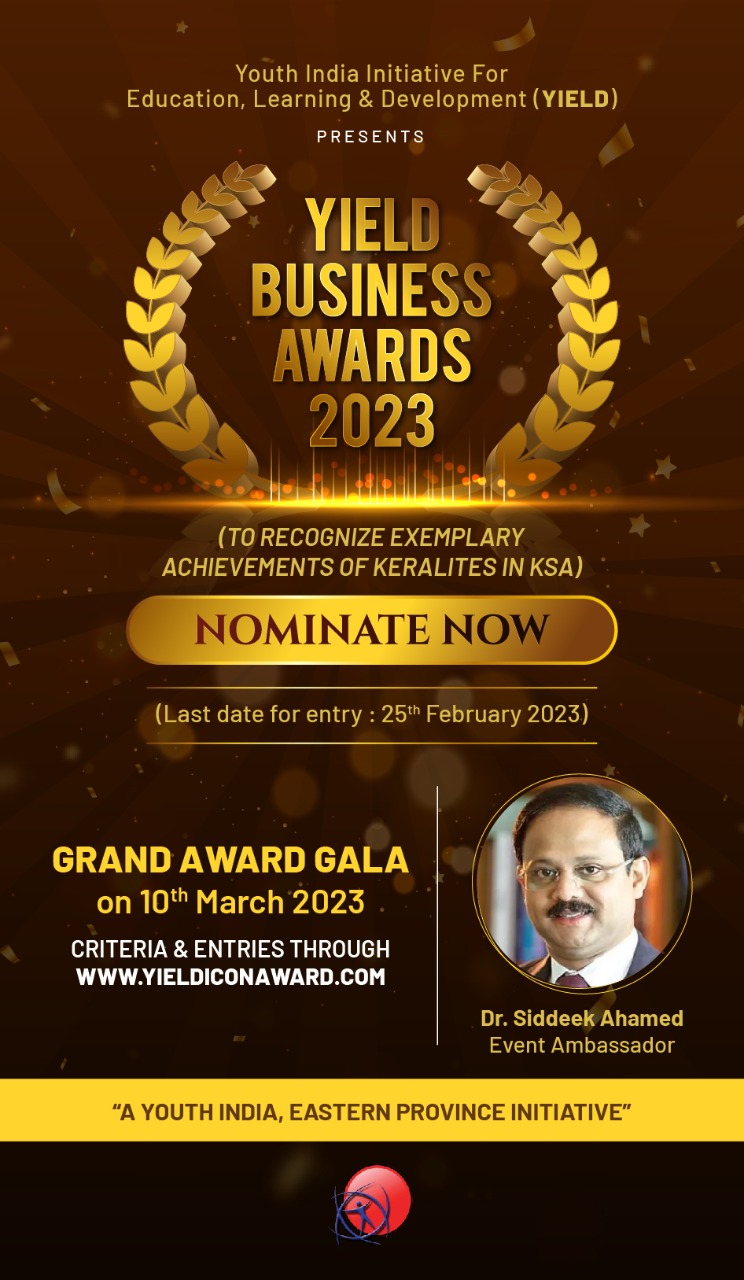 Youth India Initiative For
Education, Learning & Development (YIELD)
PRESENTS
YIELD
BUSINESS
AWARDS
2023
(TO RECOGNIZE EXEMPLARY
ACHIEVEMENTS OF KERALITES IN KSA)
NOMINATE NOW
(Last date for entry : 25th February 2023)
GRAND AWARD GALA
on 10th March 2023
CRITERIA & ENTRIES THROUGH
WWW.YIELDICONAWARD.COM
Dr. Siddeek Ahamed
Event Ambassador
“A YOUTH INDIA, EASTERN PROVINCE INITIATIVE”